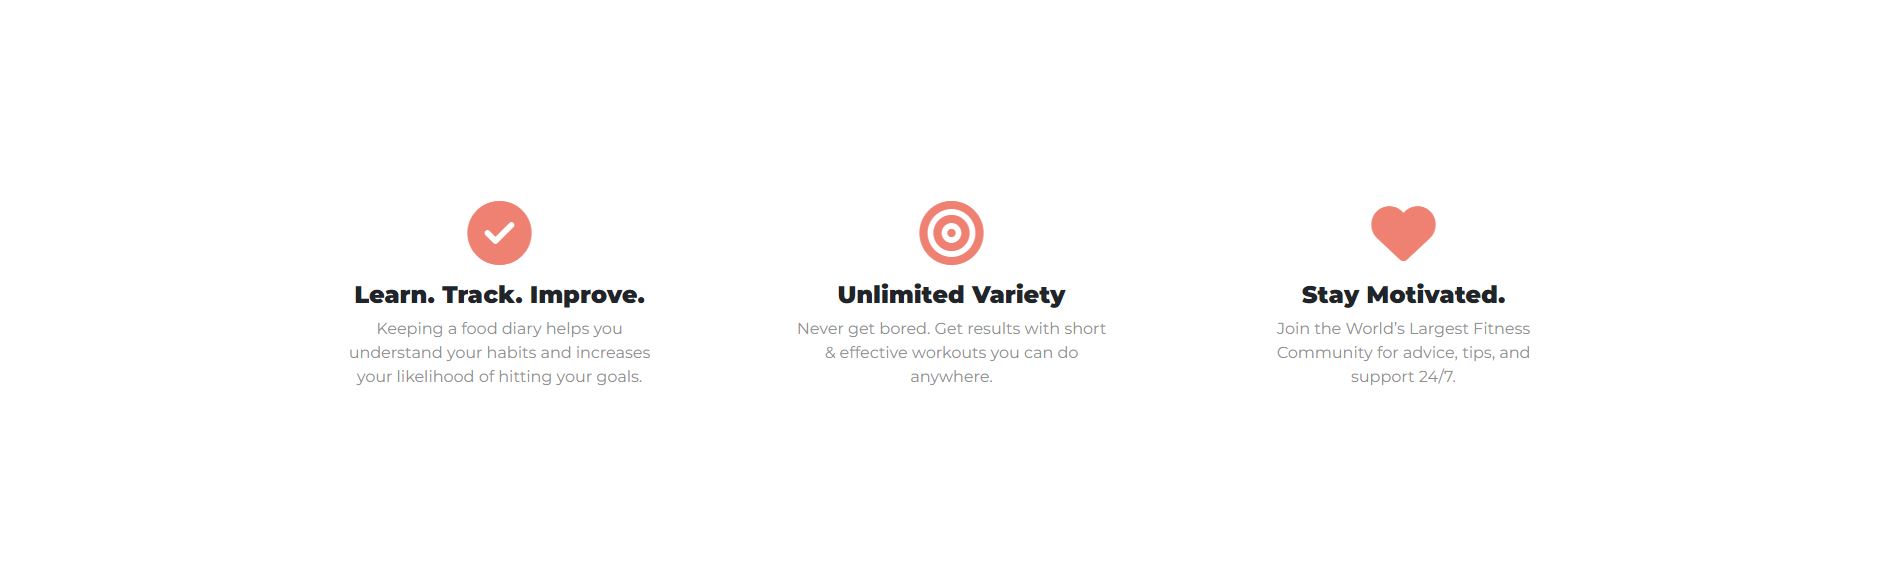 Learn. Track. Improve.
Keeping a food diary helps you
understand your habits and increases
your likelihood of hitting your goals.
Unlimited Variety
Never get bored. Get results with short
& effective workouts you can do
anywhere.
Stay Motivated.
Join the World’s Largest Fitness
Community for advice, tips, and
support 24/7.